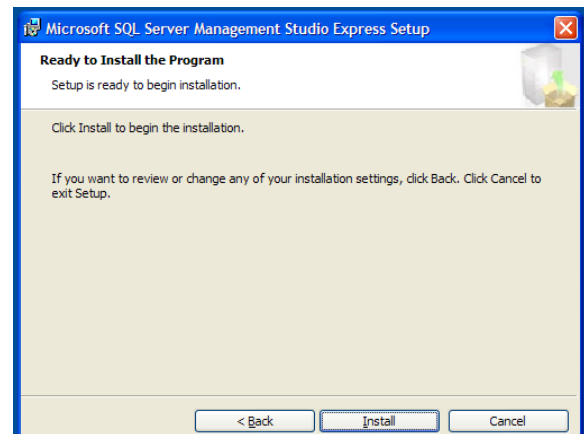 Microsoft SQL Server Management Studio Express Setup
Ready to Install the Program
Setup is ready to begin installation.
Click Install to begin the installation.
If you want to review or change any of your installation settings, click Back. Click Cancel to
exit Setup.
< Back
Install
Cancel